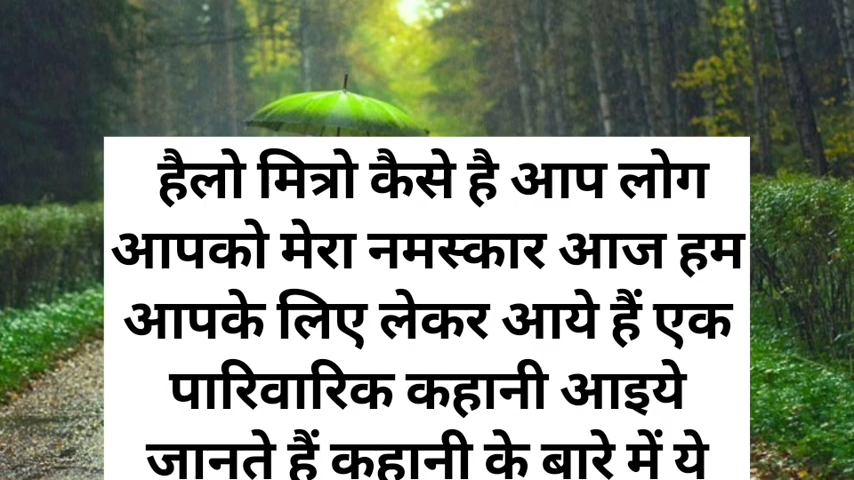 हैलो मित्रो कैसे है आप लोग
आपको मेरा नमस्कार आज हम
आपके लिए लेकर आये हैं एक
पारिवारिक कहानी आइये
जानते हैं कहानी के बारे में ये